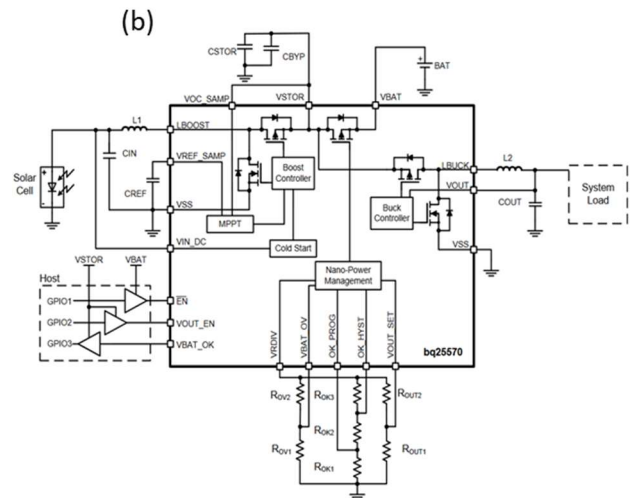 (b)
CSTOR
CBYP
BAT
VOC_SAMP
VSTOR
VBAT
L1
LBOOST
CIN
VREF_SAMP
Solar
Cell
CREF
Boost
Controller
VSS
MPPT
VIN_DC
Cold Start
LBUCK
L2
VOUT
Buck
Controller
COUT
System
Load
VSS
VSTOR
VBAT
Host
GPIO1
EN
GPIO2
VOUT_EN
GPIO3
VBAT_OK
Nano-Power
Management
VRDIV
VBAT_OV
OK_PROG
OK_HYST
VOUT_SET
bq25570
ROV2
ROK3
ROUT2
ROK2
ROV1
ROUT1
ROK1